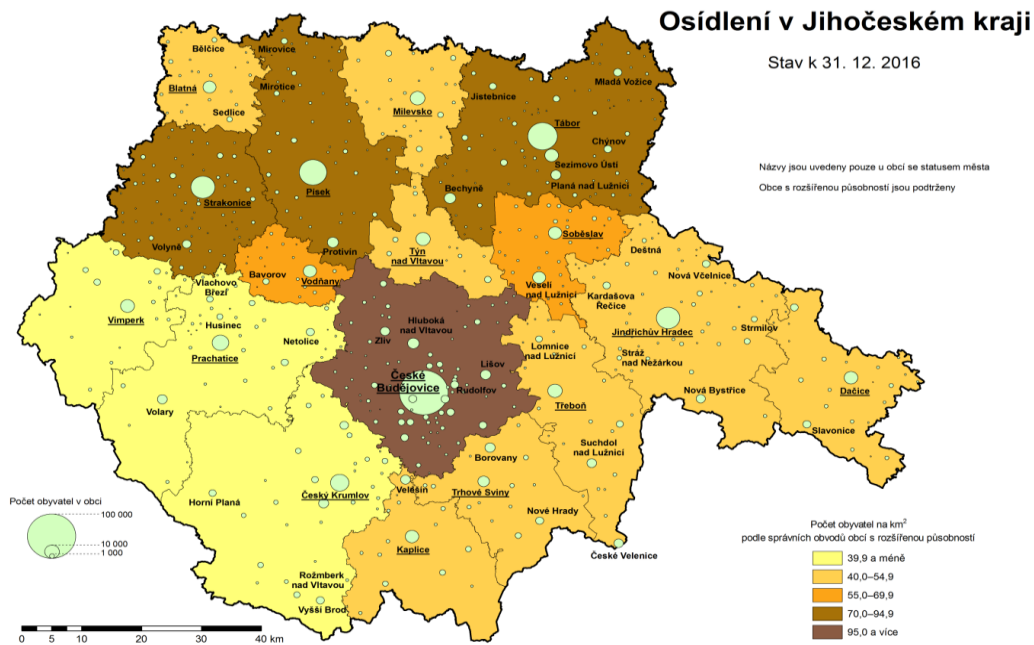 Osídlení v Jihočeském kraji
Stav k 31. 12. 2016
Názvy jsou uvedeny pouze u obcí se statusem města
Obce s rozšířenou působností jsou podtrženy
Bělčice
Mirovice
Blatná
Mirotice
Sedlice
Milevsko
Jistebnice
Mladá Vožice
Tábor
Chýnov
Sezimovo Ústí
Planá nad Lužnicí
Bechyně
Strakonice
Písek
Volyně
Protivín
Týn
nad Vltavou
Soběslav
Deštná
Bavorov
Vodňany
Veselí
nad Lužnicí
Nová Včelnice
Kardašova
Řečice
Vlachovo
Březí
Vimperk
Husinec
Prachatice
Netolice
Hluboká
nad Vltavou
Zliv
Lišov
České
Budějovice
Rudolfov
Lomnice
nad Lužnicí
Jindřichův Hradec
Strmilov
Stráž
nad Nežárkou
Nová Bystřice
Dačice
Slavonice
Třeboň
Volary
Suchdol
nad Lužnicí
Borovany
Velešín
Trhové Sviny
Český Krumlov
Horní Planá
Nové Hrady
Kaplice
České Velenice
Rožmberk
nad Vltavou
Vyšší Brod
Počet obyvatel v obci
100 000
10 000
1 000
0 5 10 20 30 40 km
Počet obyvatel na km²
podle správních obvodů obcí s rozšířenou působností
39,9 a méně
40,0–54,9
55,0–69,9
70,0–94,9
95,0 a více